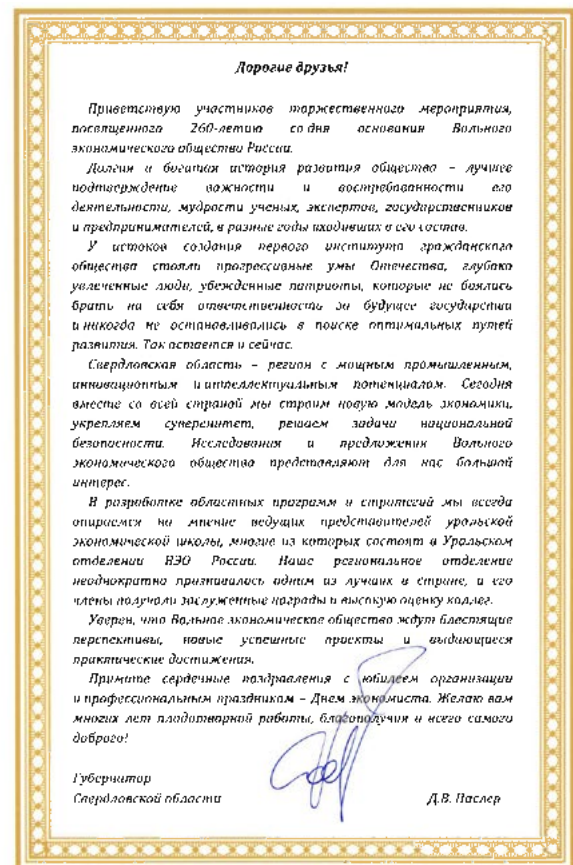 Дорогие друзья!
Приветствую участников торжественного мероприятия,
посвященного 260-летию со дня основания Вольного
экономического общества России.
Долгая и богатая история развития общества – лучшее
подтверждение важности и востребованности его
деятельности, мудрости ученых, экспертов, государственников
и предпринимателей, в разные годы входивших в его состав.
У истоков создания первого института гражданского
общества стояли прогрессивные умы Отечества, глубоко
увлеченные люди, убежденные патриоты, которые не боялись
брать на себя ответственность за будущее государства
и никогда не останавливались в поиске оптимальных путей
развития. Так остается и сейчас.
Свердловская область – регион с мощным промышленным,
инновационным и интеллектуальным потенциалом. Сегодня
вместе со всей страной мы строим новую модель экономики,
укрепляем суверенитет, решаем задачи национальной
безопасности. Исследования и предложения Вольного
экономического общества представляют для нас большой
интерес.
В разработке областных программ и стратегий мы всегда
опираемся на мнение ведущих представителей уральской
экономической школы, многие из которых состоят в Уральском
отделении ВЭО России. Наше региональное отделение
неоднократно признавалось одним из лучших в стране, и его
члены получали заслуженные награды и высокую оценку коллег.
Уверен, что Вольное экономическое общество ждут блестящие
перспективы, новые успешные проекты и выдающиеся
практические достижения.
Примите сердечные поздравления с юбилеем организации
и профессиональным праздником – Днем экономиста. Желаю вам
многих лет плодотворной работы, благополучия и всего самого
доброго!
Губернатор
Свердловской области Д.В. Паслер